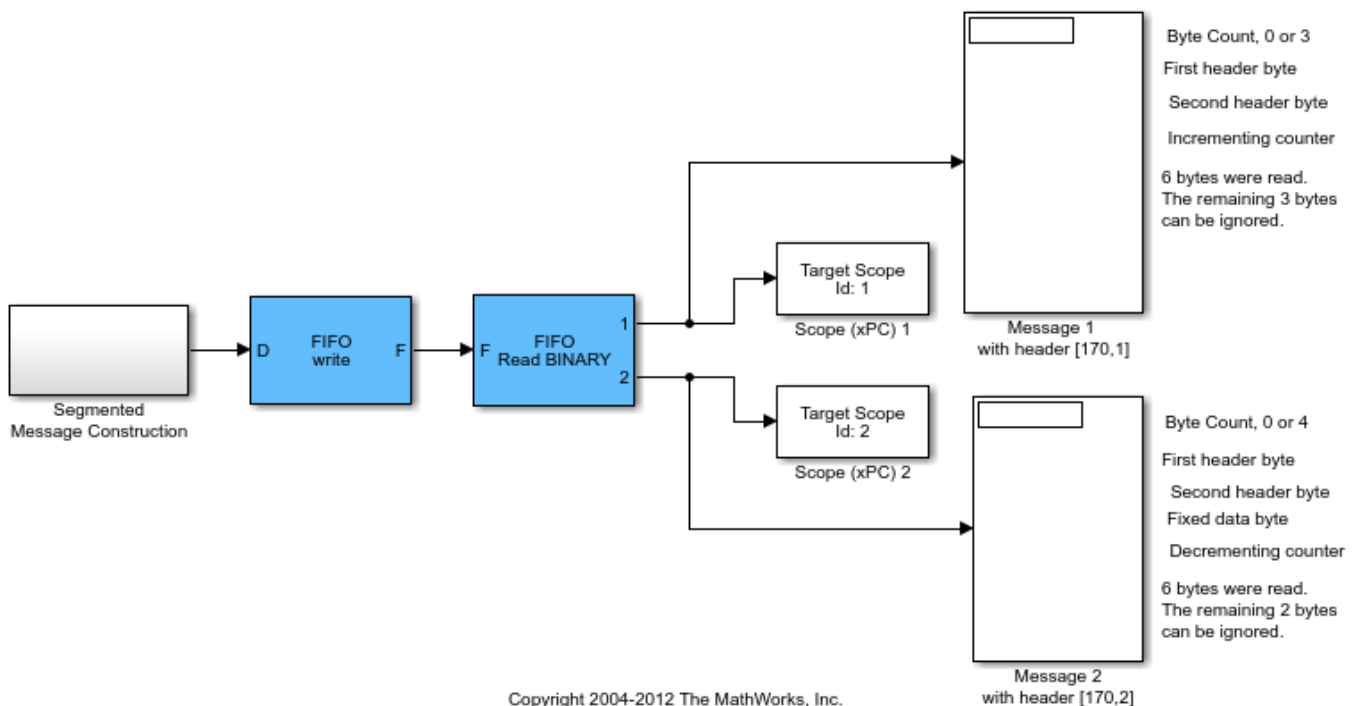 Byte Count, 0 or 3
First header byte
Second header byte
Incrementing counter
6 bytes were read.
The remaining 3 bytes
can be ignored.
Message 1
with header [170,1]
Target Scope
Id: 1
Scope (xPC) 1
Segmented
Message Construction
D
FIFO
write
F
F
FIFO
Read BINARY
1
2
Target Scope
Id: 2
Scope (xPC) 2
Byte Count, 0 or 4
First header byte
Second header byte
Fixed data byte
Decrementing counter
6 bytes were read.
The remaining 2 bytes
can be ignored.
Message 2
with header [170,2]
Copyright 2004-2012 The MathWorks, Inc.